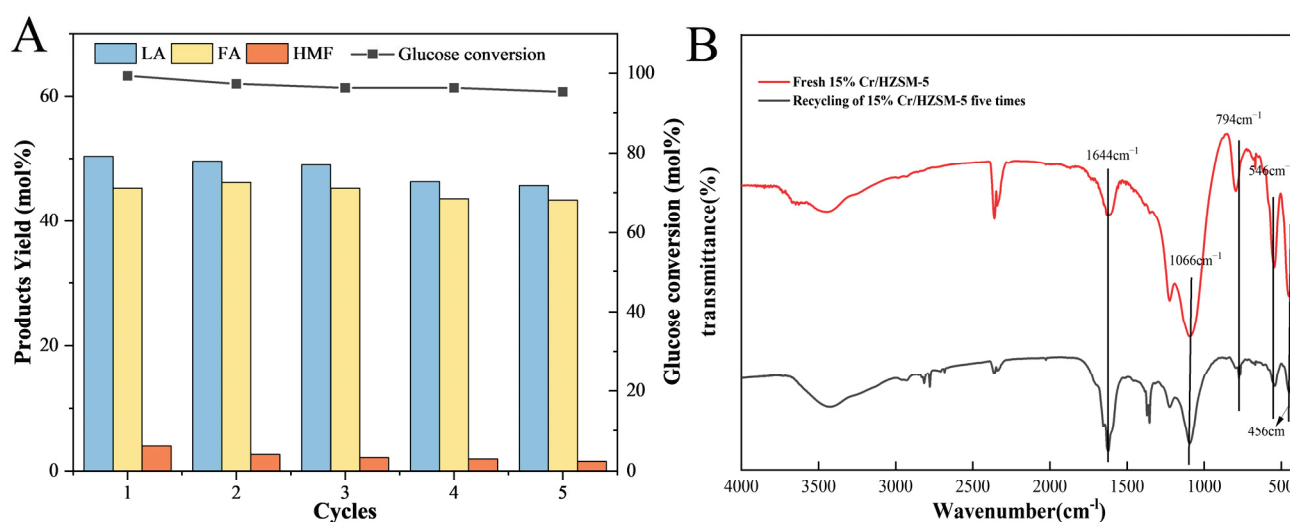 A
LA FA HMF Glucose conversion
Products Yield (mol%)
60
40
20
0
100
80
60
40
20
0
Glucose conversion (mol%)
1 2 3 4 5
Cycles
B
Fresh 15% Cr/HZSM-5
Recycling of 15% Cr/HZSM-5 five times
794cm⁻¹
1644cm⁻¹
546cm⁻
1066cm⁻¹
456cm
transmittance(%)
4000 3500 3000 2500 2000 1500 1000 500
Wavenumber(cm⁻¹)